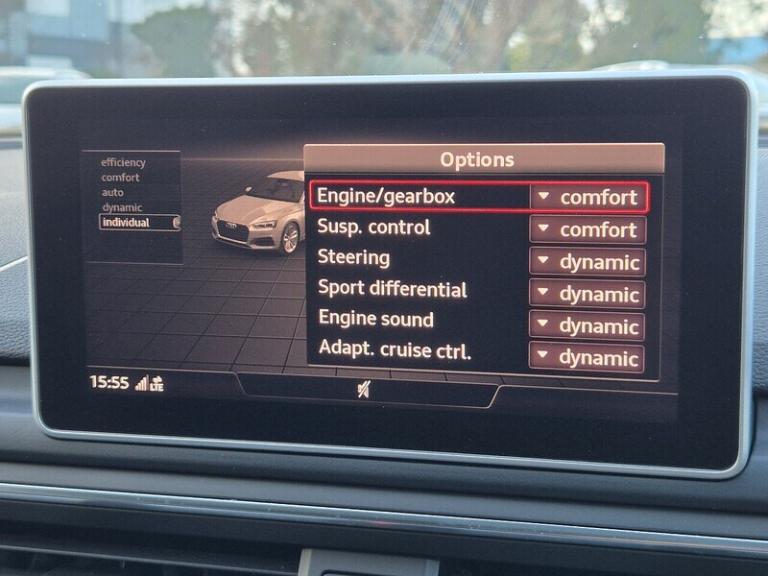 efficiency
comfort
auto
dynamic
individual
Options
Engine/gearbox comfort
Susp. control comfort
Steering dynamic
Sport differential dynamic
Engine sound dynamic
Adapt. cruise ctrl. dynamic
15:55 LTE